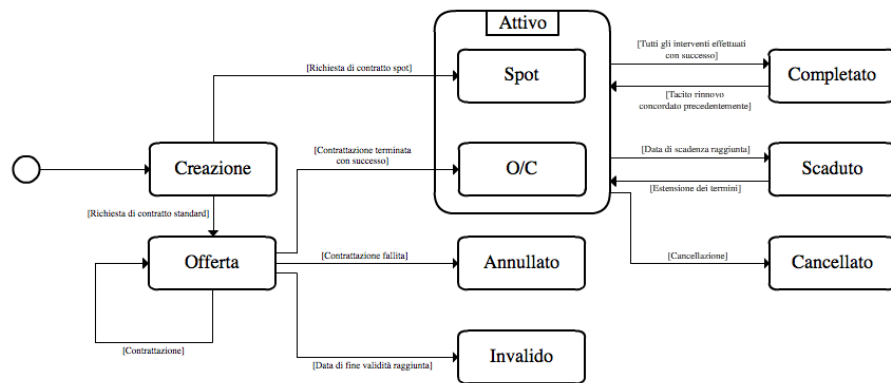 Attivo
[Richiesta di contratto spot]
Spot
[Tutti gli interventi effettuati
con successo]
Completato
[Tacito rinnovo
concordato precedentemente]
Creazione
[Contrattazione terminata
con successo]
O/C
[Data di scadenza raggiunta]
Scaduto
[Estensione dei termini]
[Richiesta di contratto standard]
Offerta
[Contrattazione fallita]
Annullato
[Cancellazione]
Cancellato
[Contrattazione]
[Data di fine validità raggiunta]
Invalido